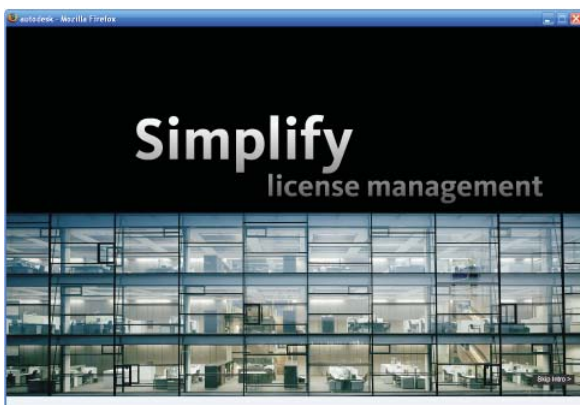 autodesk - Mozilla Firefox
Simplify
license management
Skip Intro >